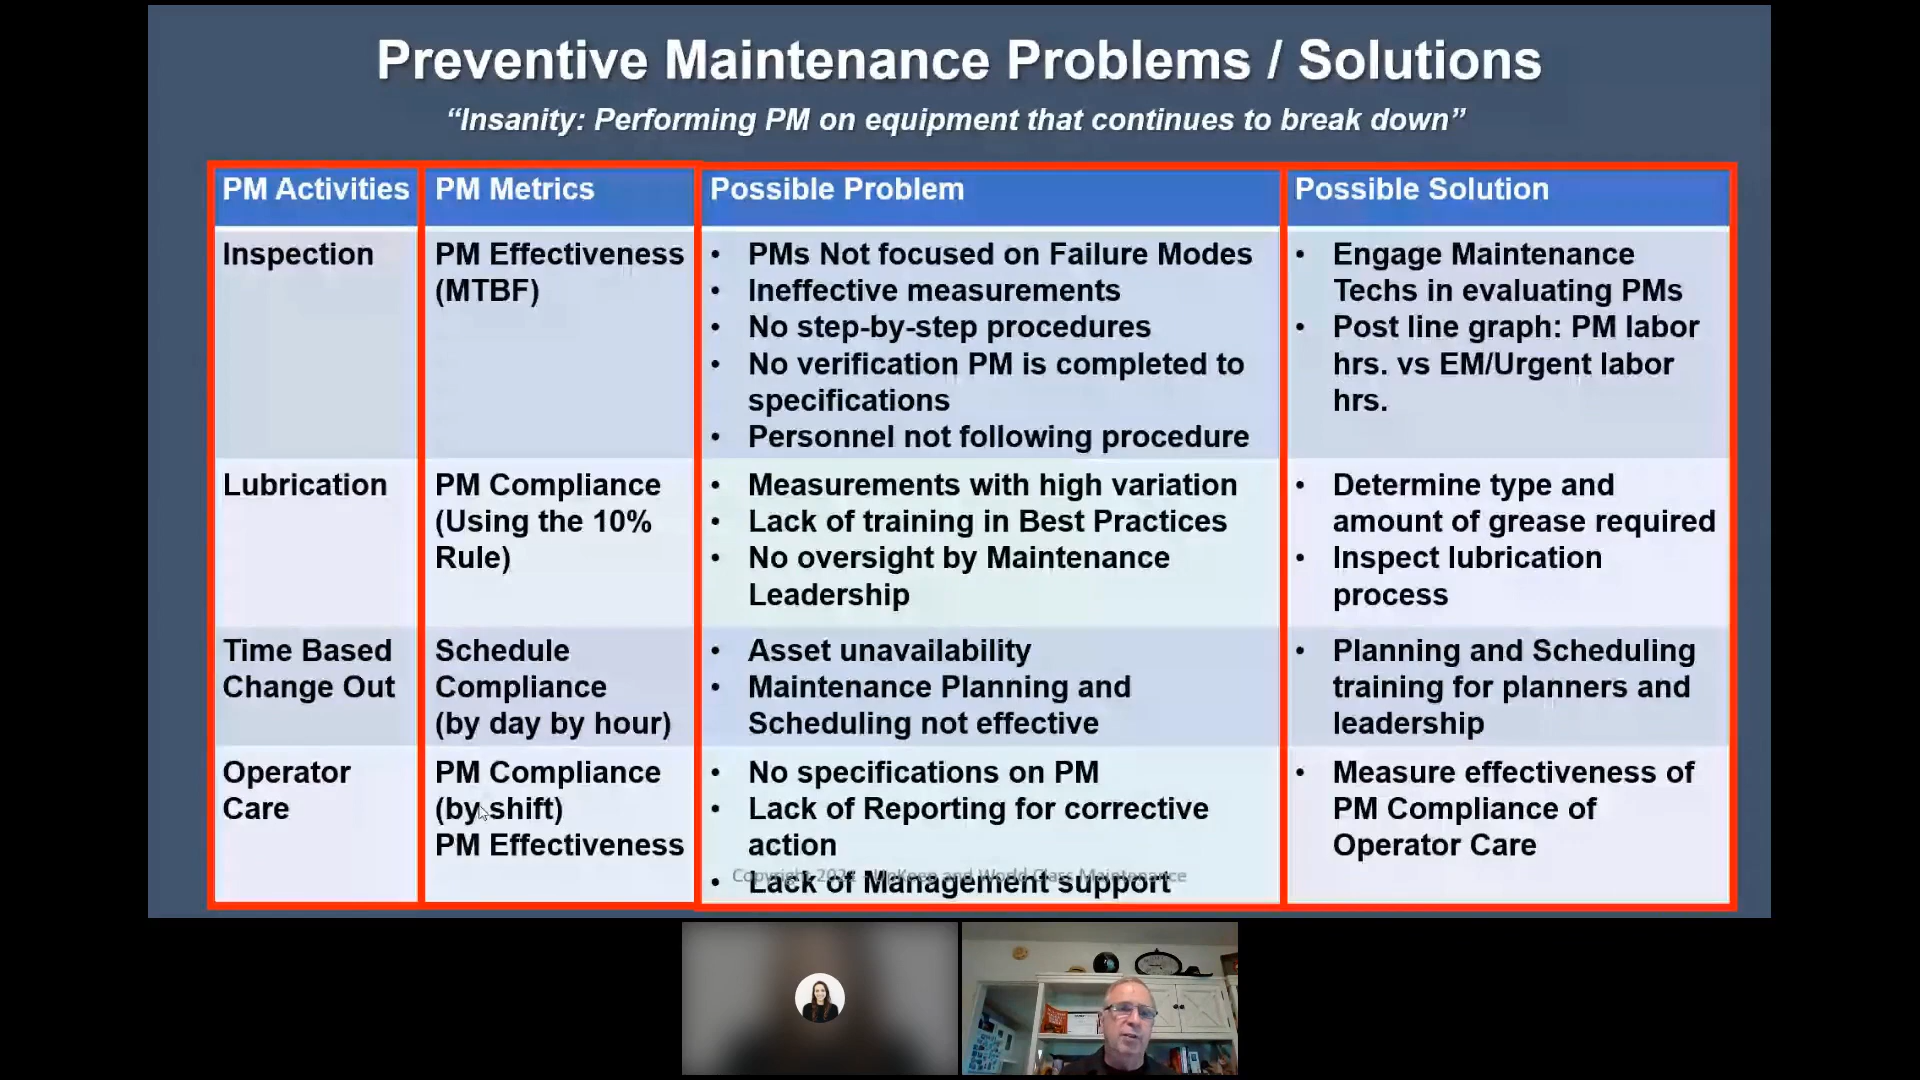 Preventive Maintenance Problems / Solutions
“Insanity: Performing PM on equipment that continues to break down”
PM Activities
PM Metrics
Possible Problem
Possible Solution
Inspection
PM Effectiveness
(MTBF)
• PMs Not focused on Failure Modes
• Ineffective measurements
• No step-by-step procedures
• No verification PM is completed to
specifications
• Personnel not following procedure
• Engage Maintenance
Techs in evaluating PMs
• Post line graph: PM labor
hrs. vs EM/Urgent labor
hrs.
Lubrication
PM Compliance
(Using the 10%
Rule)
• Measurements with high variation
• Lack of training in Best Practices
• No oversight by Maintenance
Leadership
• Determine type and
amount of grease required
• Inspect lubrication
process
Time Based
Change Out
Schedule
Compliance
(by day by hour)
• Asset unavailability
• Maintenance Planning and
Scheduling not effective
• Planning and Scheduling
training for planners and
leadership
Operator
Care
PM Compliance
(by shift)
PM Effectiveness
• No specifications on PM
• Lack of Reporting for corrective
action
• Lack of Management support
• Measure effectiveness of
PM Compliance of
Operator Care
Copyright UpKeep and World Class Maintenance